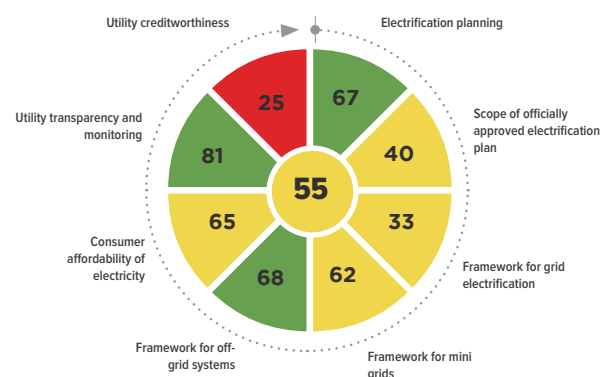 Utility creditworthiness
Electrification planning
25
67
Utility transparency and
monitoring
81
40
Scope of officially
approved electrification
plan
55
65
33
Consumer
affordability of
electricity
68
62
Framework for grid
electrification
Framework for off-
grid systems
Framework for mini
grids